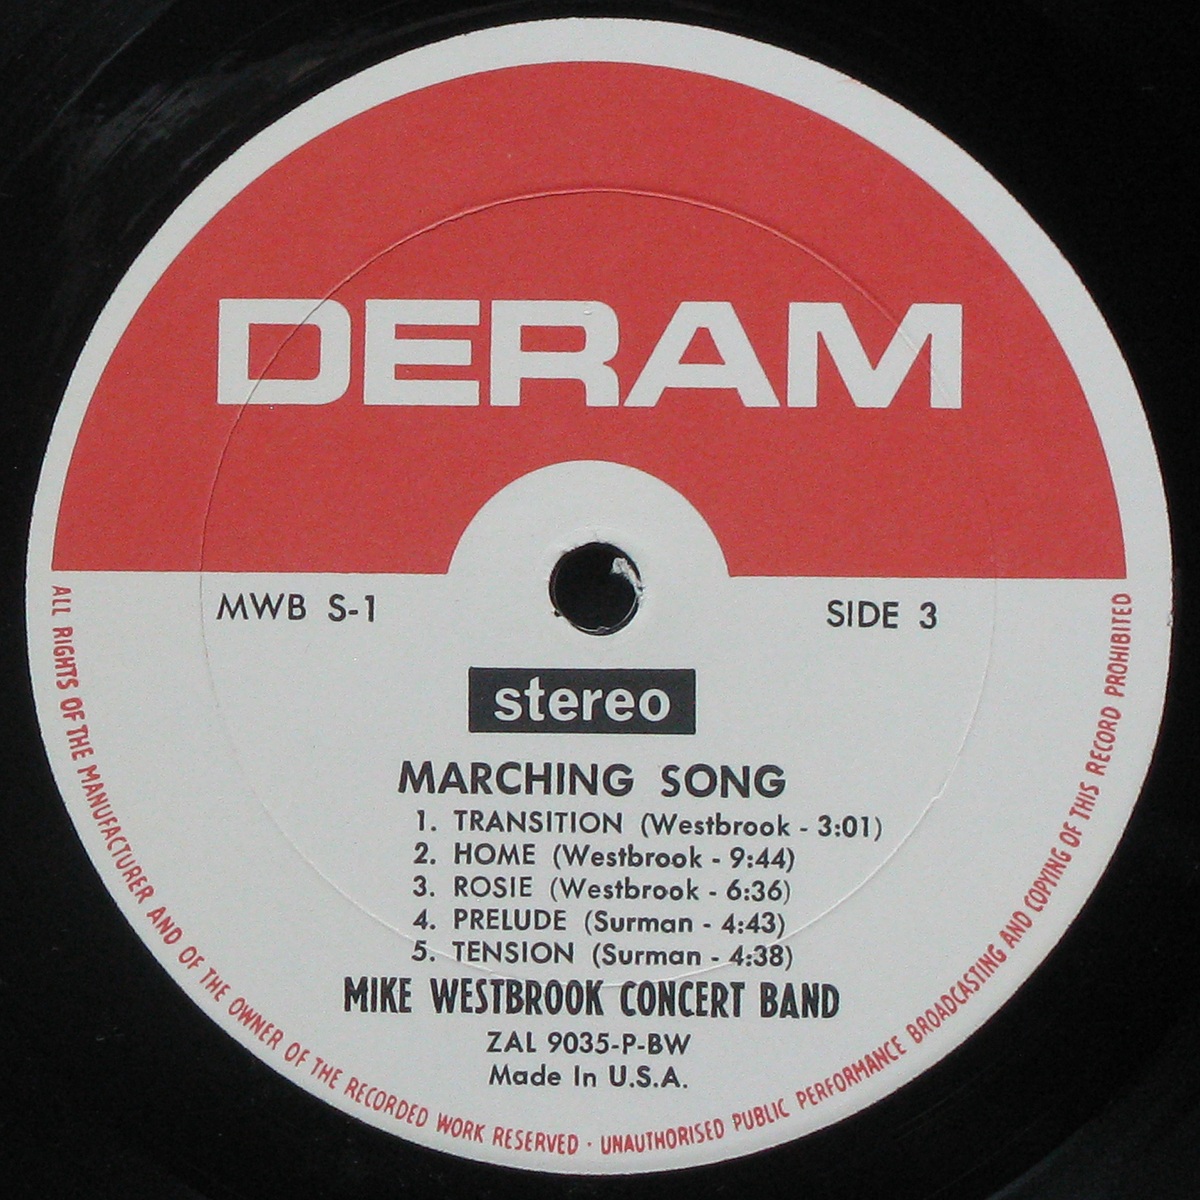 DERAM
MWB S-1
SIDE 3
stereo
MARCHING SONG
1. TRANSITION (Westbrook - 3:01)
2. HOME (Westbrook - 9:44)
3. ROSIE (Westbrook - 6:36)
4. PRELUDE (Surman - 4:43)
5. TENSION (Surman - 4:38)
MIKE WESTBROOK CONCERT BAND
ZAL 9035-P-BW
Made In U.S.A.
ALL RIGHTS OF THE MANUFACTURER AND OF THE OWNER OF THE RECORDED WORK RESERVED · UNAUTHORISED PUBLIC PERFORMANCE BROADCASTING AND COPYING OF THIS RECORD PROHIBITED